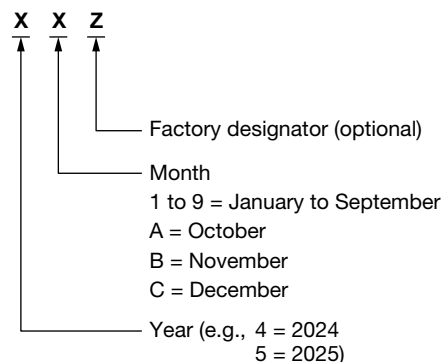 X X Z
Factory designator (optional)
Month
1 to 9 = January to September
A = October
B = November
C = December
Year (e.g., 4 = 2024
5 = 2025)